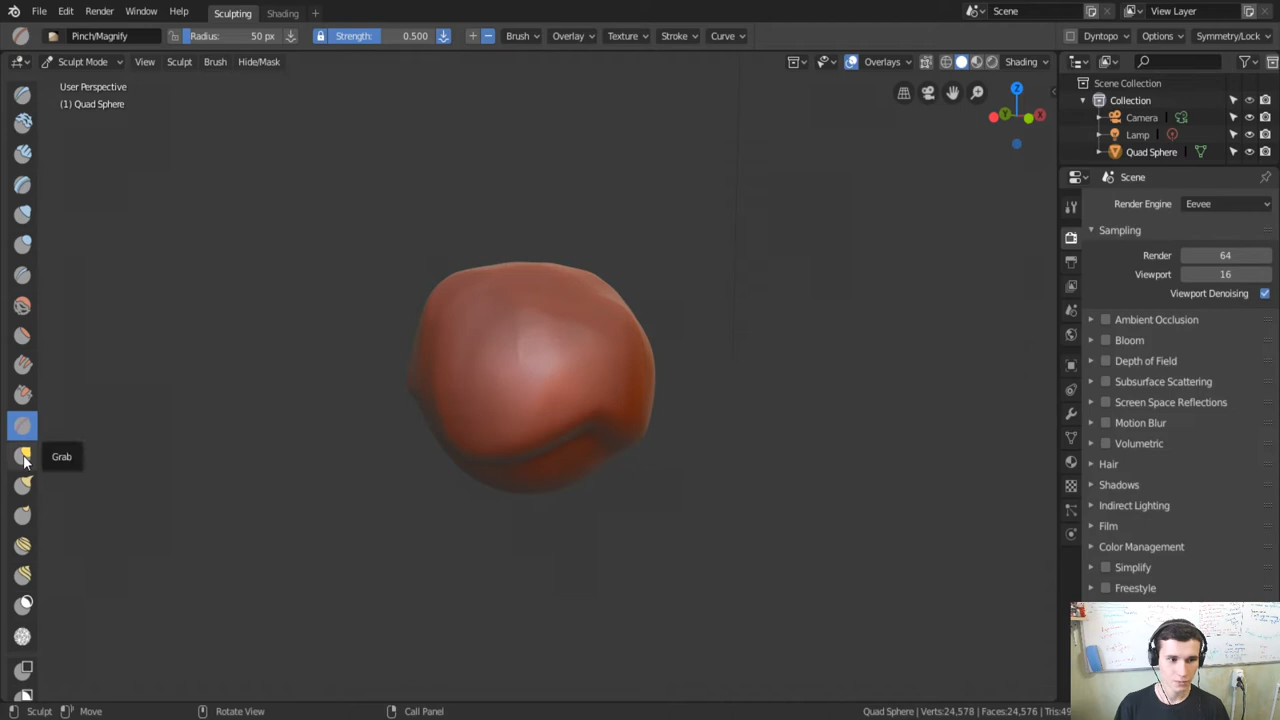 File Edit Render Window Help Sculpting Shading + Scene View Layer
Pinch/Magnify Radius: 50 px Strength: 0.500 Brush Overlay Texture Stroke Curve Dyntopo Options Symmetry/Lock
Sculpt Mode View Sculpt Brush Hide/Mask Overlays Shading
User Perspective
(1) Quad Sphere
Z
Y
X
Scene Collection
Collection
Camera
Lamp
Quad Sphere
Scene
Render Engine Eevee
Sampling
Render 64
Viewport 16
Viewport Denoising
Ambient Occlusion
Bloom
Depth of Field
Subsurface Scattering
Screen Space Reflections
Motion Blur
Volumetric
Hair
Shadows
Indirect Lighting
Film
Color Management
Simplify
Freestyle
Grab
Sculpt Move Rotate View Call Panel Quad Sphere | Verts:24,578 | Faces:24,576 | Tris:49